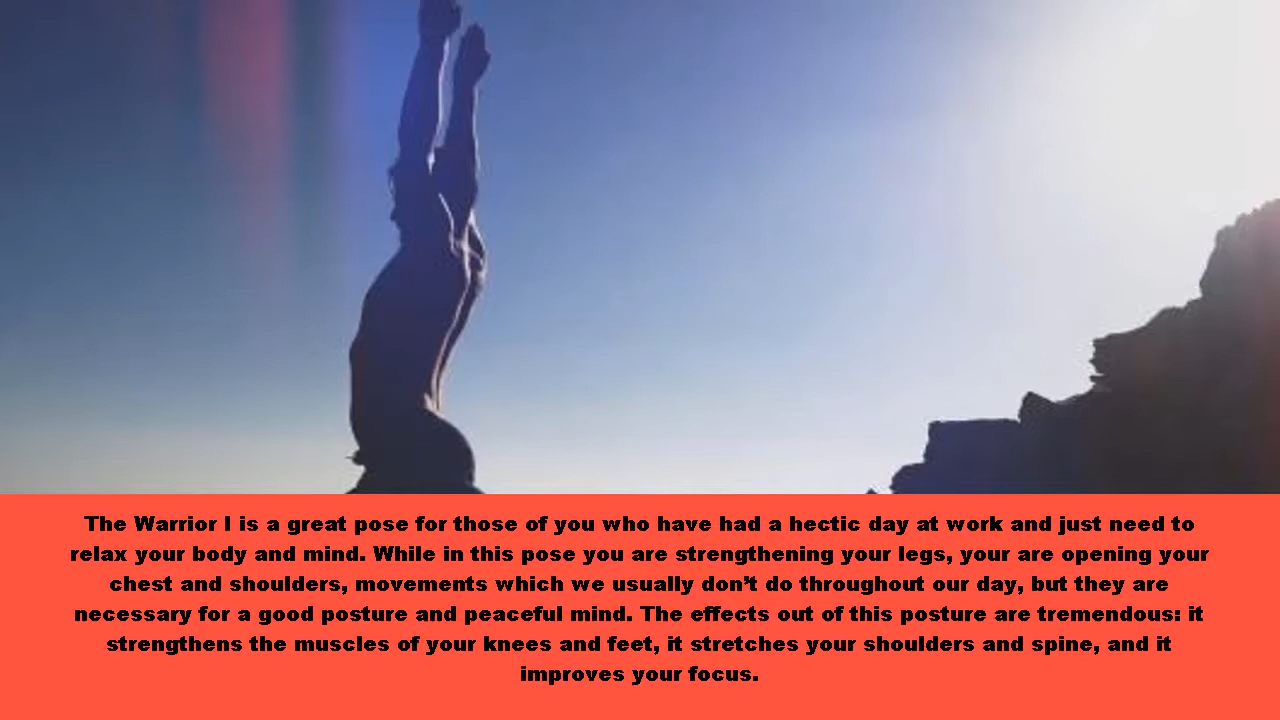 The Warrior I is a great pose for those of you who have had a hectic day at work and just need to
relax your body and mind. While in this pose you are strengthening your legs, your are opening your
chest and shoulders, movements which we usually don’t do throughout our day, but they are
necessary for a good posture and peaceful mind. The effects out of this posture are tremendous: it
strengthens the muscles of your knees and feet, it stretches your shoulders and spine, and it
improves your focus.